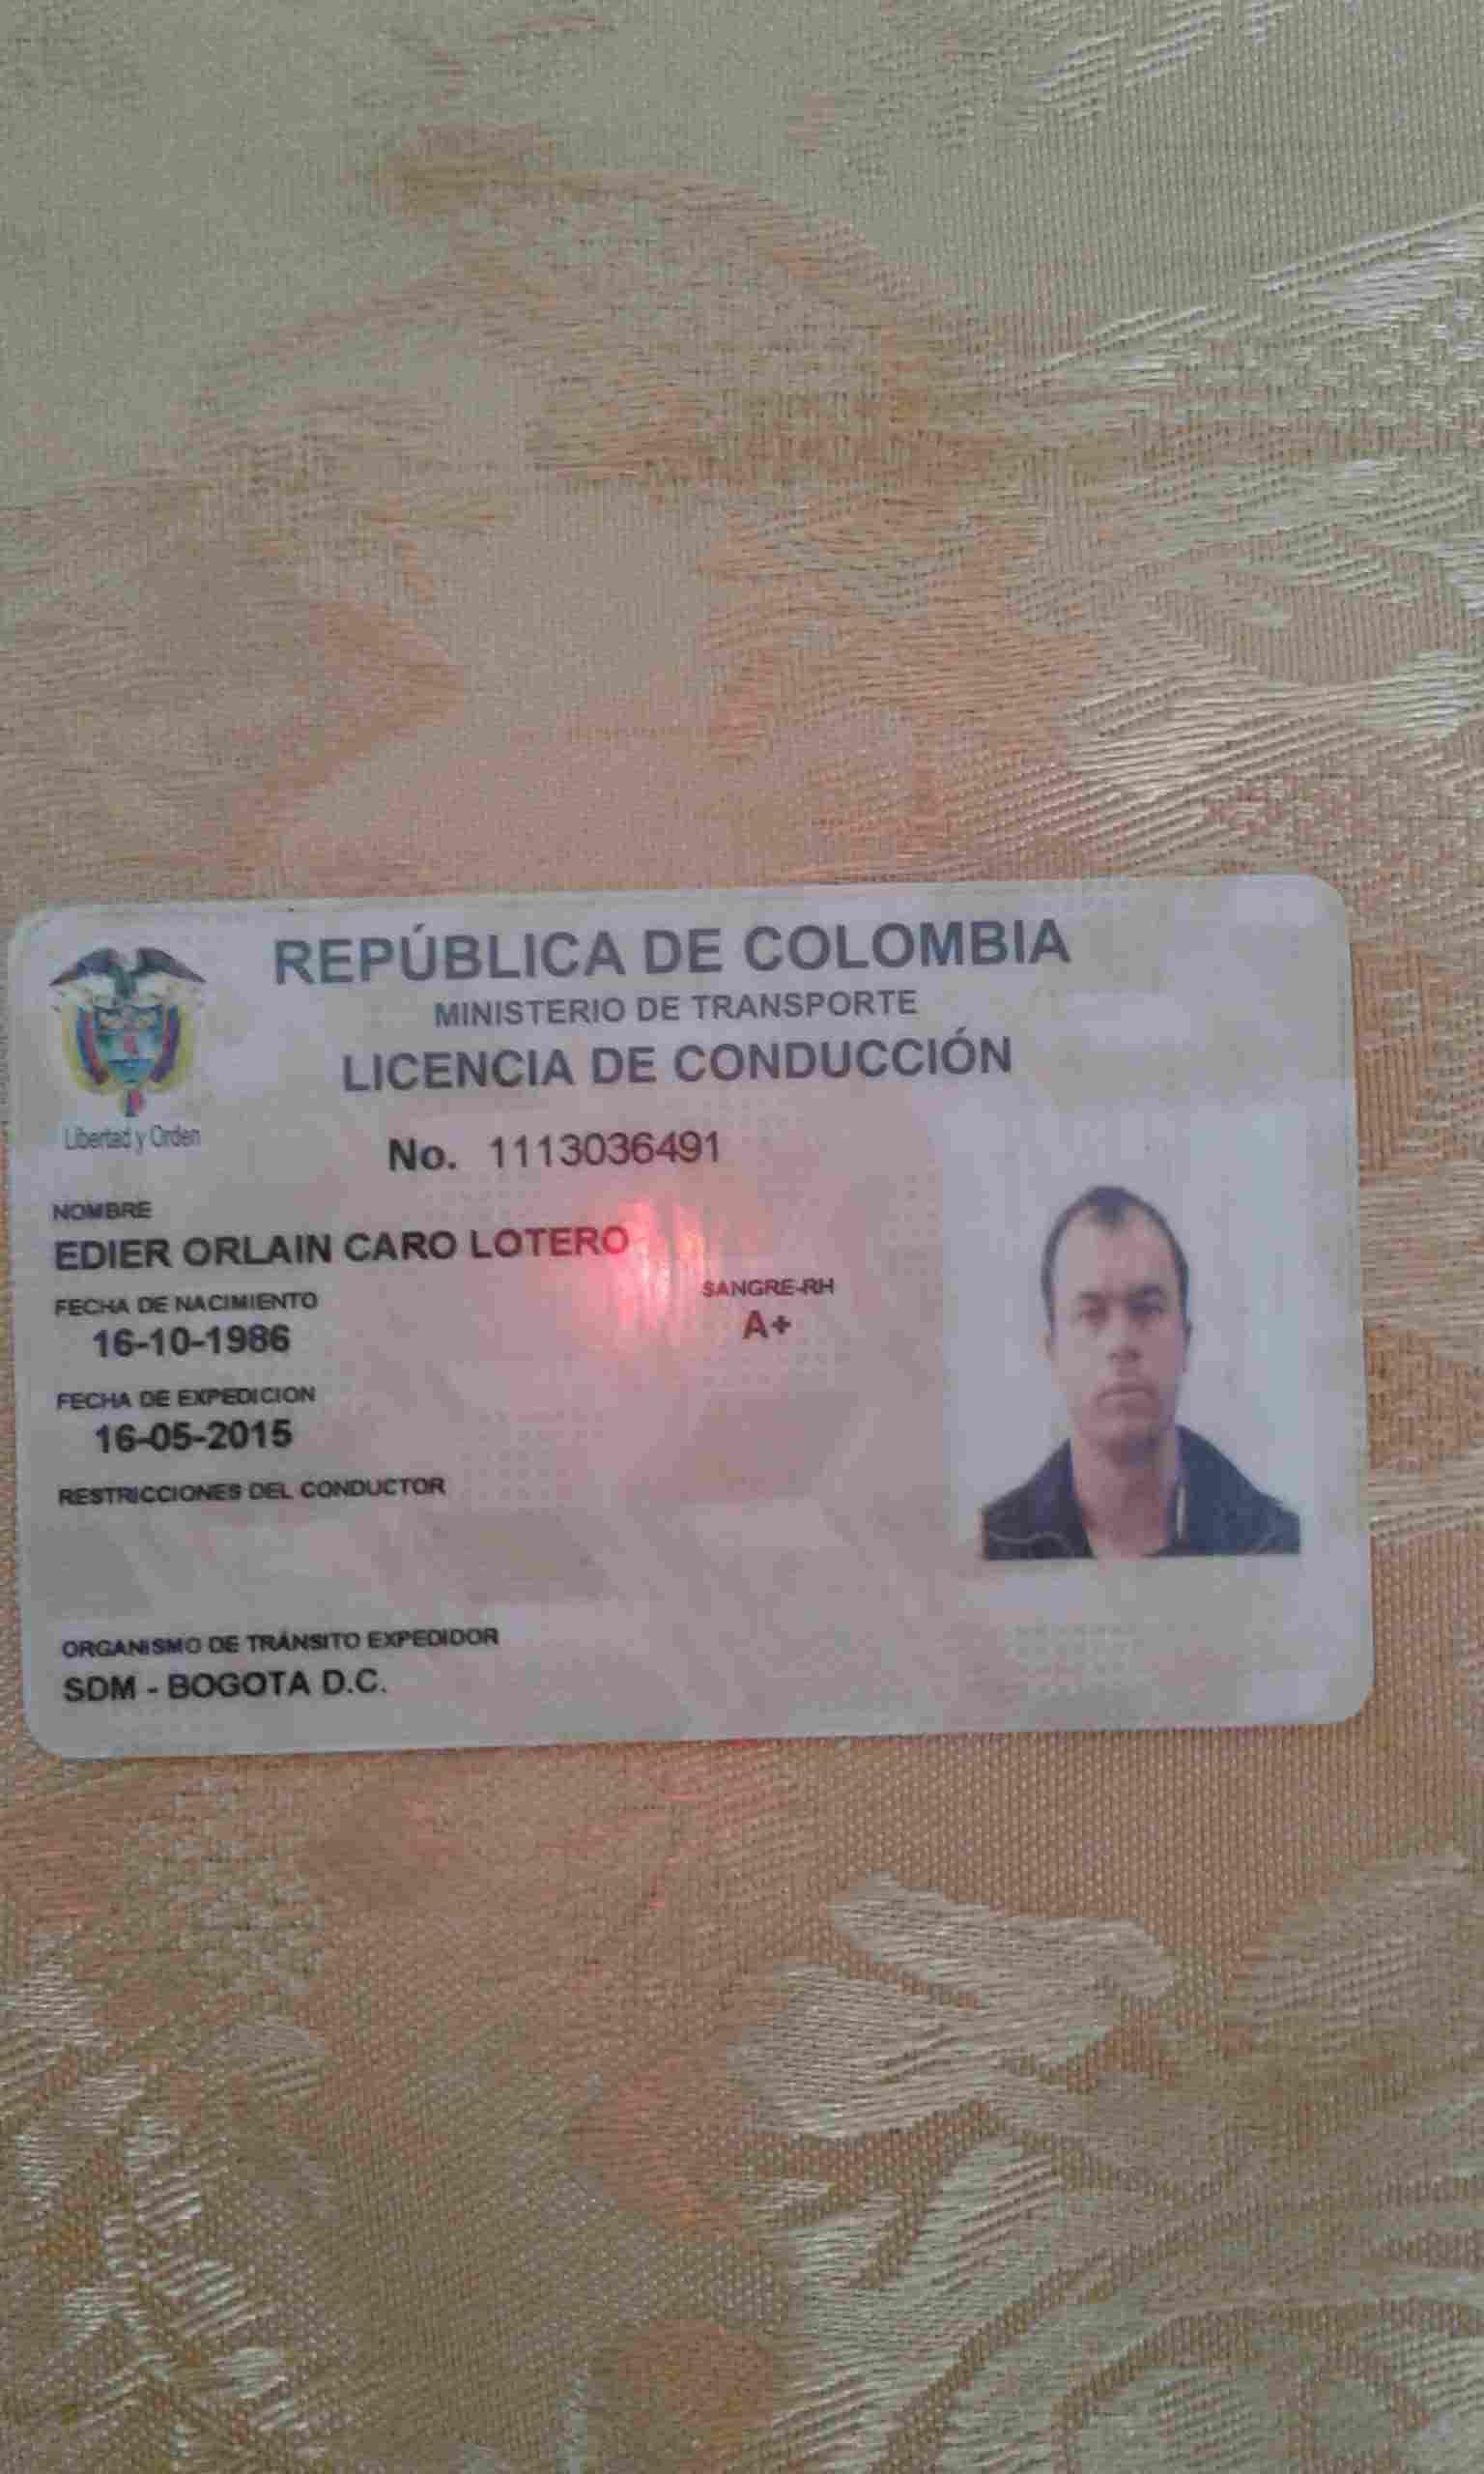 REPÚBLICA DE COLOMBIA
MINISTERIO DE TRANSPORTE
LICENCIA DE CONDUCCIÓN
Libertad y Orden
No. 1113036491
NOMBRE
EDIER ORLAIN CARO LOTERO
FECHA DE NACIMIENTO
16-10-1986
SANGRE-RH
A+
FECHA DE EXPEDICION
16-05-2015
RESTRICCIONES DEL CONDUCTOR
ORGANISMO DE TRÁNSITO EXPEDIDOR
SDM - BOGOTA D.C.